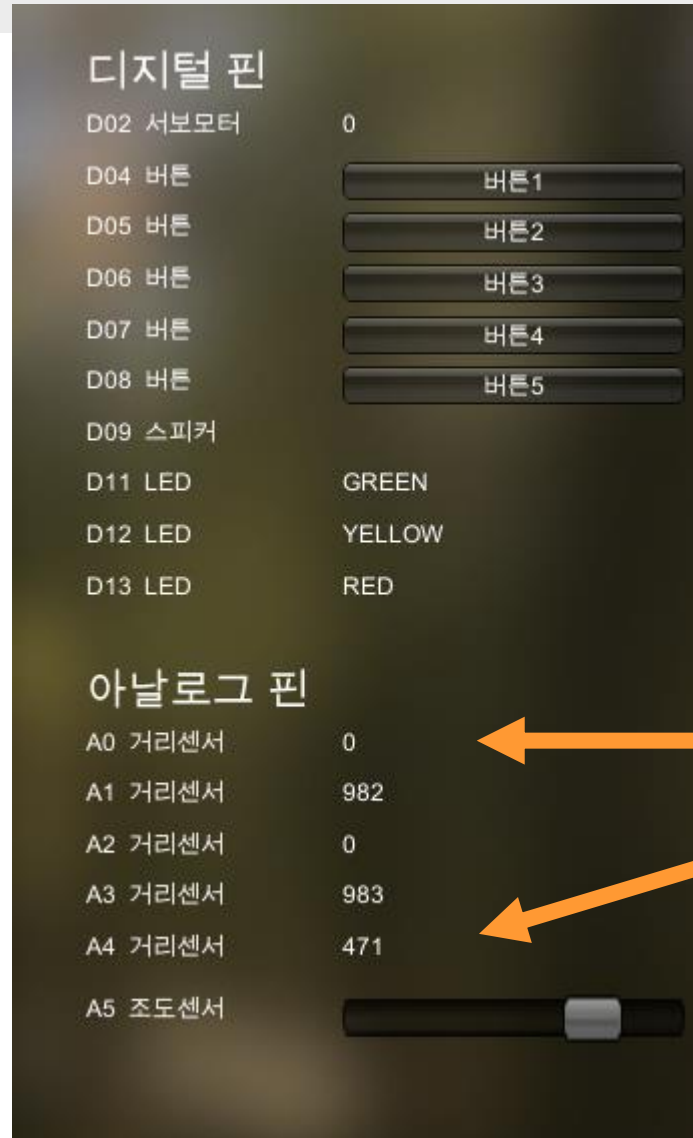 디지털 핀
D02 서보모터 0
D04 버튼 버튼1
D05 버튼 버튼2
D06 버튼 버튼3
D07 버튼 버튼4
D08 버튼 버튼5
D09 스피커
D11 LED GREEN
D12 LED YELLOW
D13 LED RED
아날로그 핀
A0 거리센서 0
A1 거리센서 982
A2 거리센서 0
A3 거리센서 983
A4 거리센서 471
A5 조도센서